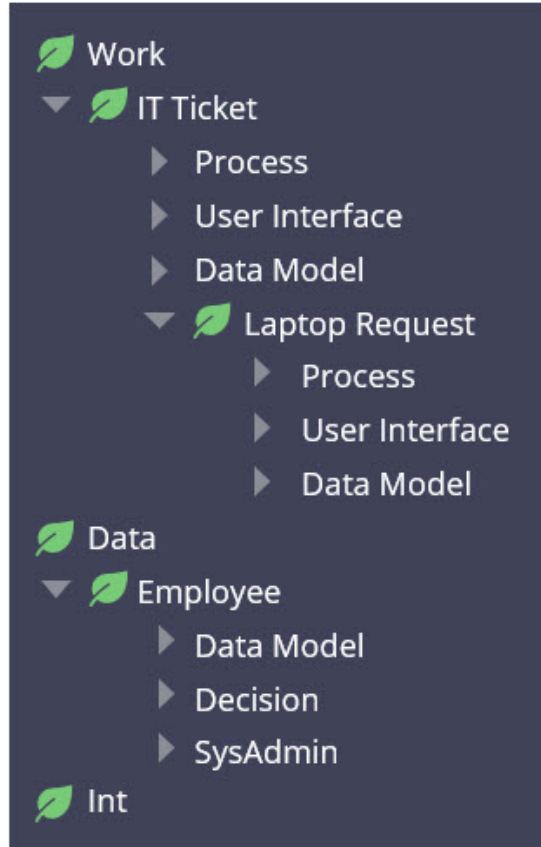 Work
IT Ticket
Process
User Interface
Data Model
Laptop Request
Process
User Interface
Data Model
Data
Employee
Data Model
Decision
SysAdmin
Int